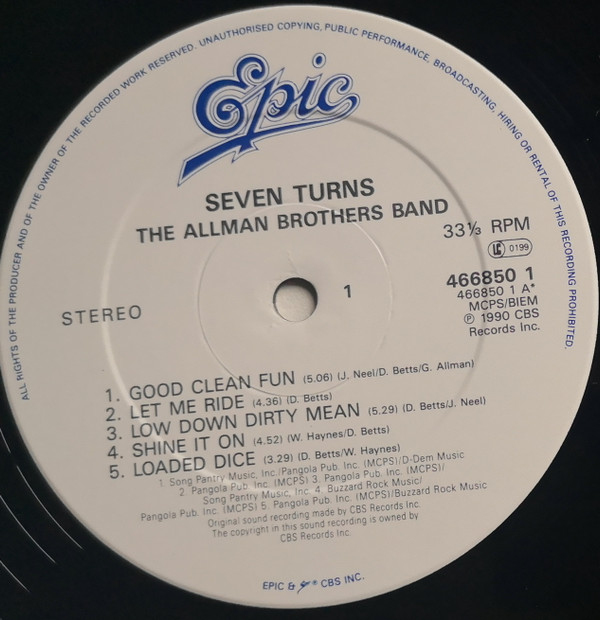 ALL RIGHTS OF THE PRODUCER AND OF THE OWNER OF THE RECORDED WORK RESERVED. UNAUTHORISED COPYING, PUBLIC PERFORMANCE, BROADCASTING, HIRING OR RENTAL OF THIS RECORDING PROHIBITED.
Epic
SEVEN TURNS
THE ALLMAN BROTHERS BAND
33⅓ RPM
LC 0199
STEREO
1
466850 1
466850 1 A*
MCPS/BIEM
℗ 1990 CBS
Records Inc.
1. GOOD CLEAN FUN (5.06) (J. Neel/D. Betts/G. Allman)
2. LET ME RIDE (4.36) (D. Betts)
3. LOW DOWN DIRTY MEAN (5.29) (D. Betts/J. Neel)
4. SHINE IT ON (4.52) (W. Haynes/D. Betts)
5. LOADED DICE (3.29) (D. Betts/W. Haynes)
1. Song Pantry Music, Inc./Pangola Pub. Inc. (MCPS)/D-Dem Music
2. Pangola Pub. Inc. (MCPS) 3. Pangola Pub. Inc. (MCPS)/
Song Pantry Music, Inc. 4. Buzzard Rock Music/
Pangola Pub. Inc. (MCPS) 5. Pangola Pub. Inc. (MCPS)/Buzzard Rock Music
Original sound recording made by CBS Records Inc.
The copyright in this sound recording is owned by
CBS Records Inc.
EPIC & ® CBS INC.